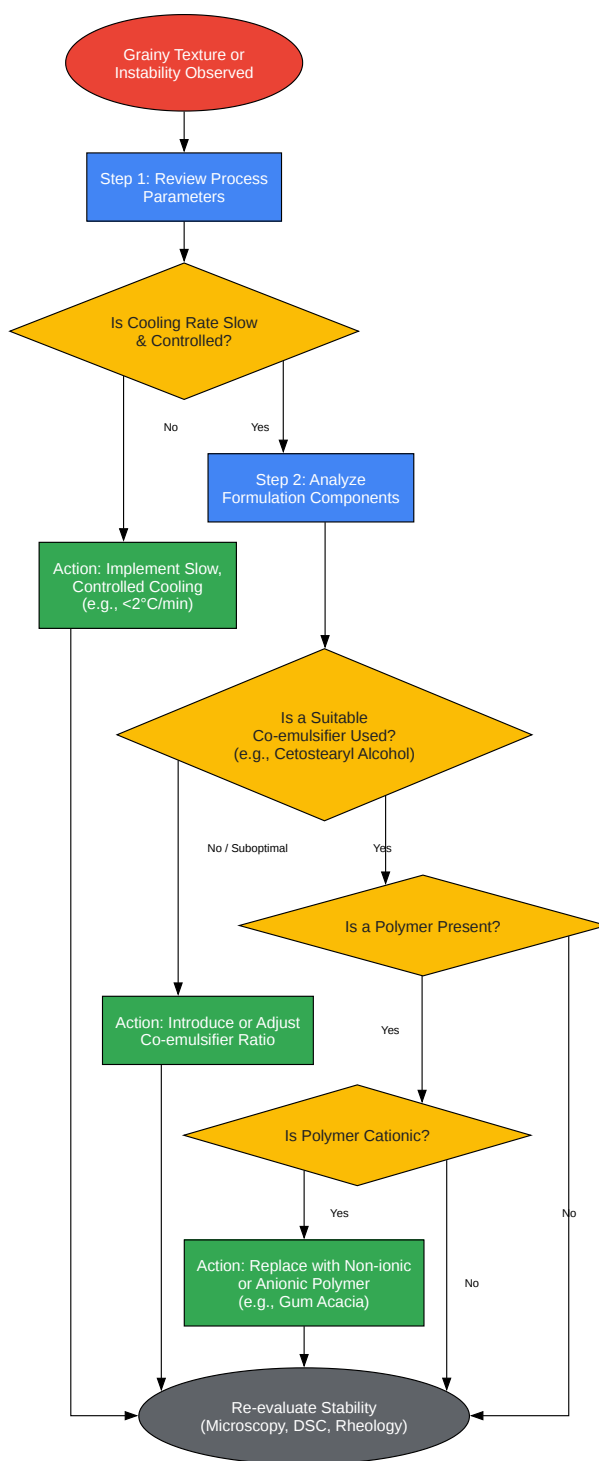 Grainy Texture or
Instability Observed
Step 1: Review Process
Parameters
Is Cooling Rate Slow
& Controlled?
No
Yes
Step 2: Analyze
Formulation Components
Action: Implement Slow,
Controlled Cooling
(e.g., <2°C/min)
Is a Suitable
Co-emulsifier Used?
(e.g., Cetostearyl Alcohol)
No / Suboptimal
Yes
Is a Polymer Present?
Action: Introduce or Adjust
Co-emulsifier Ratio
Yes
Is Polymer Cationic?
Yes
No
Action: Replace with Non-ionic
or Anionic Polymer
(e.g., Gum Acacia)
No
Re-evaluate Stability
(Microscopy, DSC, Rheology)